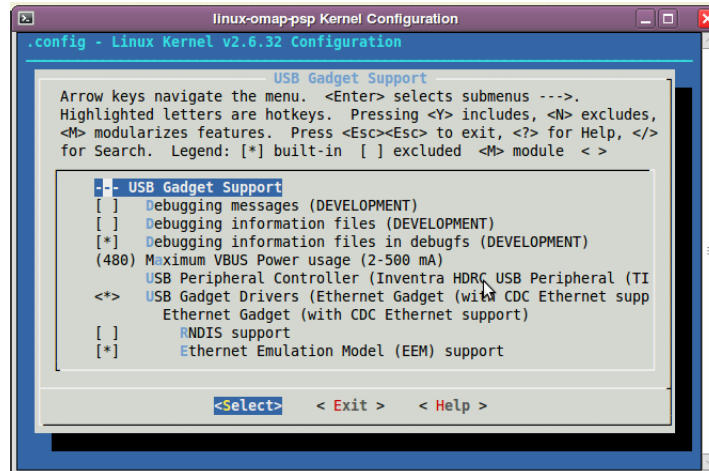 linux-omap-psp Kernel Configuration
.config - Linux Kernel v2.6.32 Configuration
USB Gadget Support
Arrow keys navigate the menu.  <Enter> selects submenus --->.
Highlighted letters are hotkeys.  Pressing <Y> includes, <N> excludes,
<M> modularizes features.  Press <Esc><Esc> to exit, <?> for Help, </>
for Search.  Legend: [*] built-in  [ ] excluded  <M> module  < >
--- USB Gadget Support
[ ]   Debugging messages (DEVELOPMENT)
[ ]   Debugging information files (DEVELOPMENT)
[*]   Debugging information files in debugfs (DEVELOPMENT)
(480) Maximum VBUS Power usage (2-500 mA)
USB Peripheral Controller (Inventra HDRC USB Peripheral (TI
<*>   USB Gadget Drivers (Ethernet Gadget (with CDC Ethernet supp
Ethernet Gadget (with CDC Ethernet support)
[ ]       RNDIS support
[*]       Ethernet Emulation Model (EEM) support
<Select>    < Exit >    < Help >